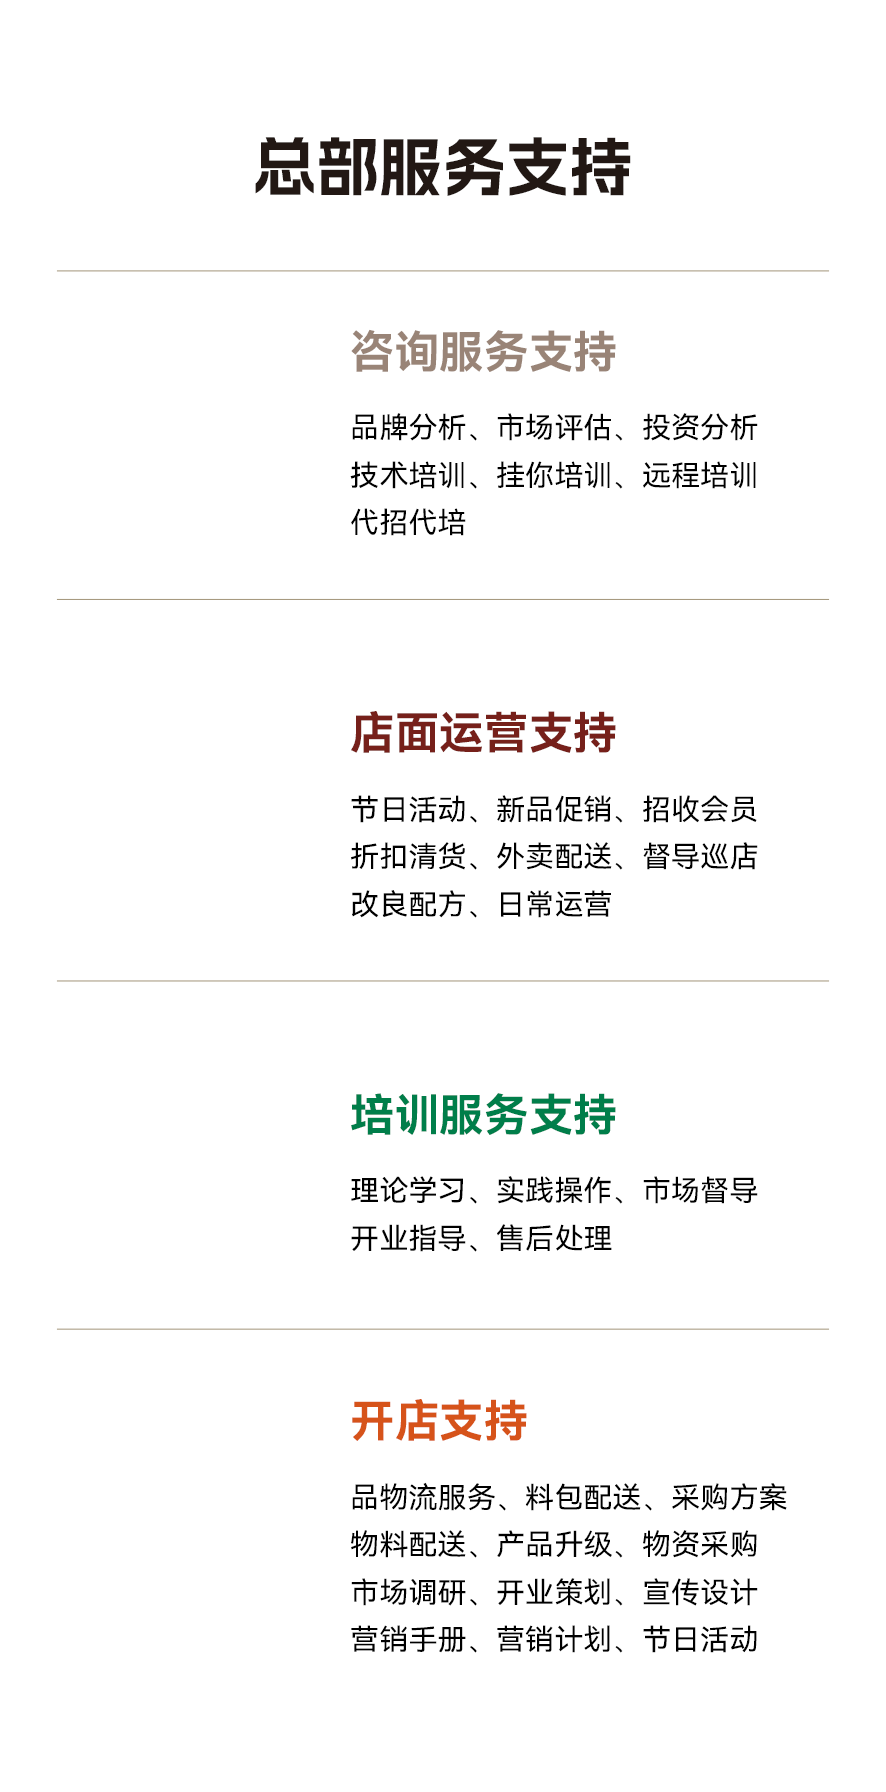 总部服务支持
咨询服务支持
品牌分析、市场评估、投资分析
技术培训、挂你培训、远程培训
代招代培
店面运营支持
节日活动、新品促销、招收会员
折扣清货、外卖配送、督导巡店
改良配方、日常运营
培训服务支持
理论学习、实践操作、市场督导
开业指导、售后处理
开店支持
品物流服务、料包配送、采购方案
物料配送、产品升级、物资采购
市场调研、开业策划、宣传设计
营销手册、营销计划、节日活动